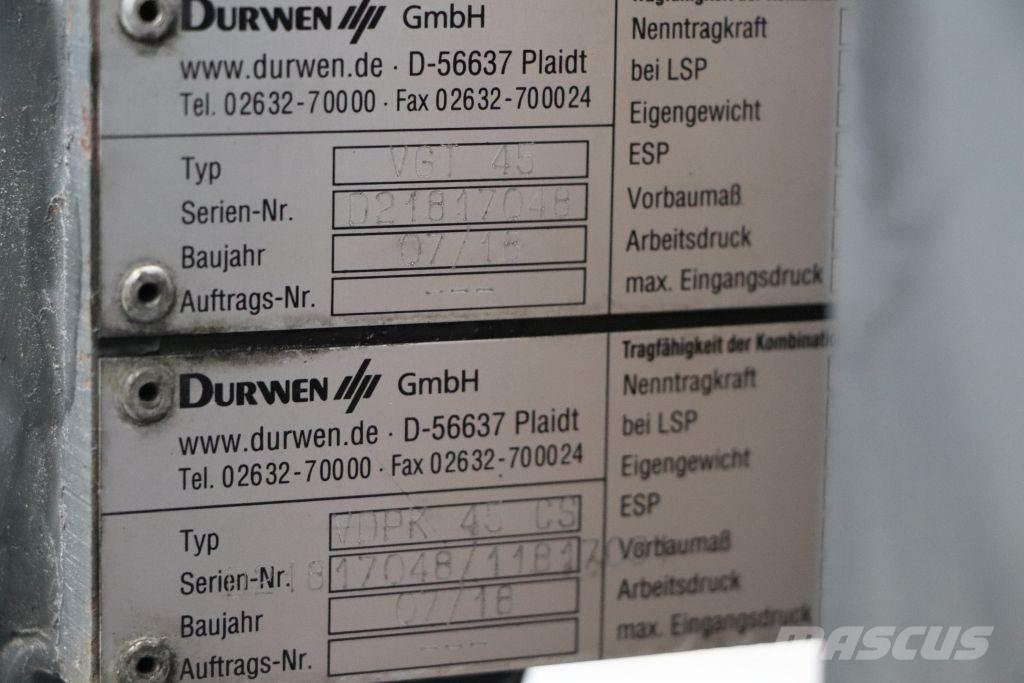 DURWEN GmbH
www.durwen.de · D-56637 Plaidt
Tel. 02632-70000 · Fax 02632-700024
Typ VGT 45
Serien-Nr. D21817048
Baujahr 07/18
Auftrags-Nr. ---
Nenntragkraft
bei LSP
Eigengewicht
ESP
Vorbaumaß
Arbeitsdruck
max. Eingangsdruck
DURWEN GmbH
www.durwen.de · D-56637 Plaidt
Tel. 02632-70000 · Fax 02632-700024
Typ VDPK 45 CS
Serien-Nr.
Baujahr 07/18
Auftrags-Nr. ---
Tragfähigkeit der
Nenntragkraft
bei LSP
Eigengewicht
ESP
Vorbaumaß
Arbeitsdruck
max. Eingangsdruck
MASCUS